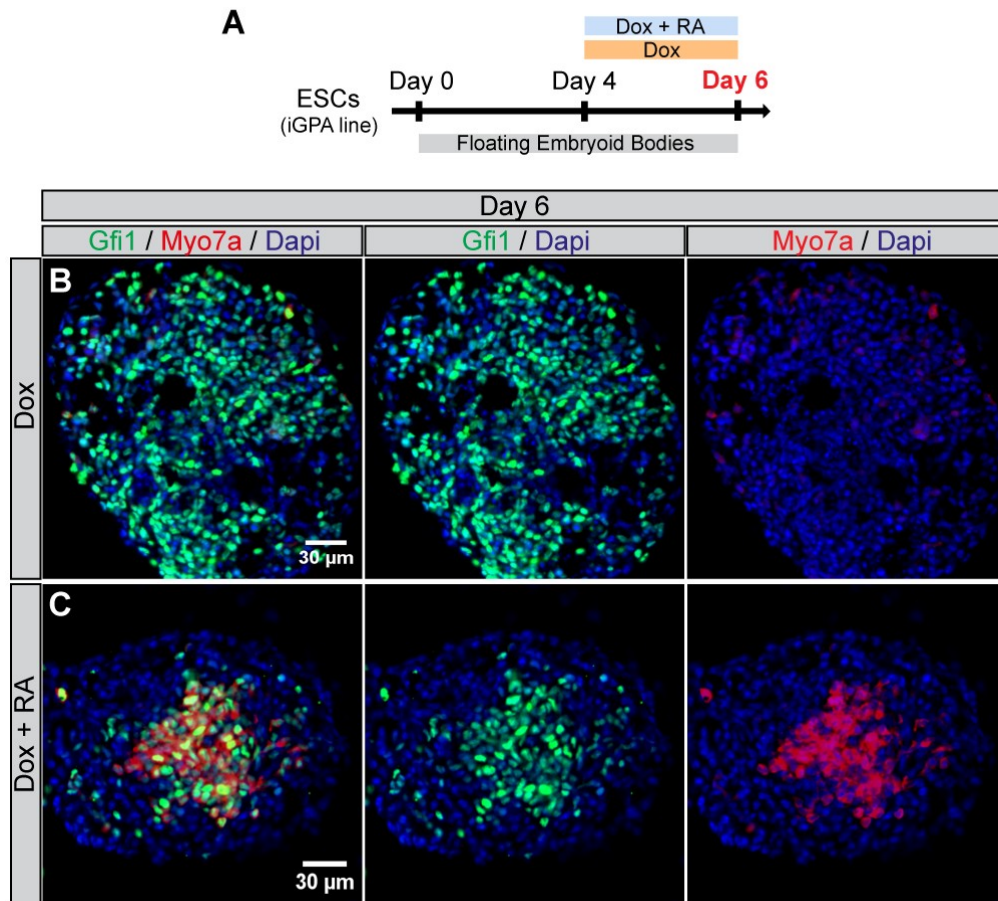 A
Dox + RA
Dox
Day 0 Day 4 Day 6
ESCs
(iGPA line)
Floating Embryoid Bodies
Day 6
Gfi1 / Myo7a / Dapi Gfi1 / Dapi Myo7a / Dapi
Dox
B
30 µm
Dox + RA
C
30 µm